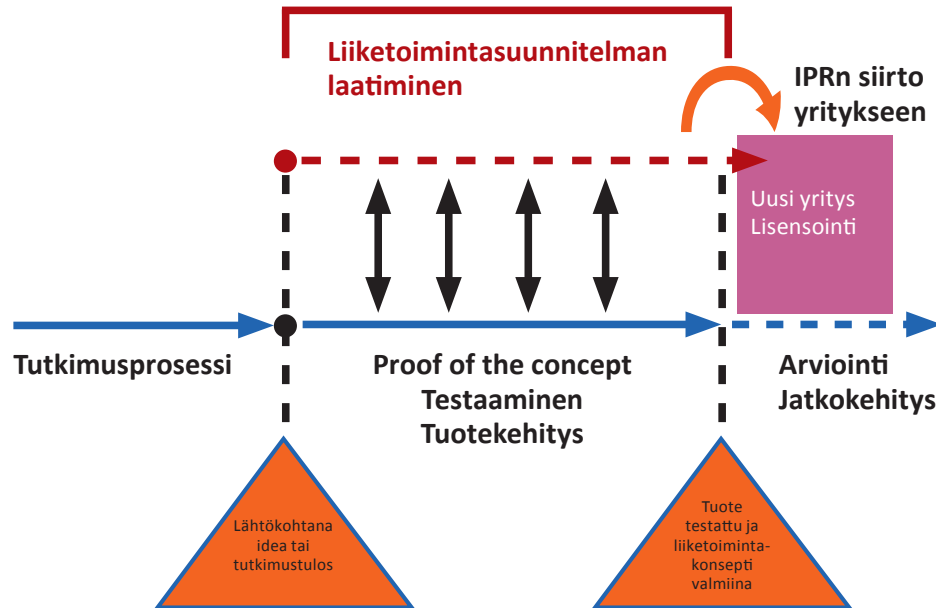 Liiketoimintasuunnitelman
laatiminen
IPRn siirto
yritykseen
Uusi yritys
Lisensointi
Tutkimusprosessi
Proof of the concept
Testaaminen
Tuotekehitys
Arviointi
Jatkokehitys
Lähtökohtana
idea tai
tutkimustulos
Tuote
testattu ja
liiketoiminta-
konsepti
valmiina